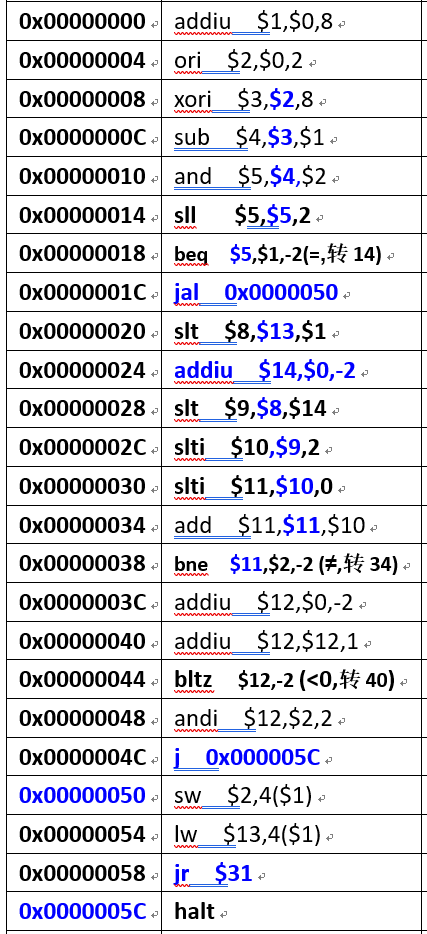 0x00000000 addiu $1,$0,8
0x00000004 ori $2,$0,2
0x00000008 xori $3,$2,8
0x0000000C sub $4,$3,$1
0x00000010 and $5,$4,$2
0x00000014 sll $5,$5,2
0x00000018 beq $5,$1,-2(=,转 14)
0x0000001C jal 0x0000050
0x00000020 slt $8,$13,$1
0x00000024 addiu $14,$0,-2
0x00000028 slt $9,$8,$14
0x0000002C slti $10,$9,2
0x00000030 slti $11,$10,0
0x00000034 add $11,$11,$10
0x00000038 bne $11,$2,-2 (≠,转 34)
0x0000003C addiu $12,$0,-2
0x00000040 addiu $12,$12,1
0x00000044 bltz $12,-2 (<0,转 40)
0x00000048 andi $12,$2,2
0x0000004C j 0x000005C
0x00000050 sw $2,4($1)
0x00000054 lw $13,4($1)
0x00000058 jr $31
0x0000005C halt